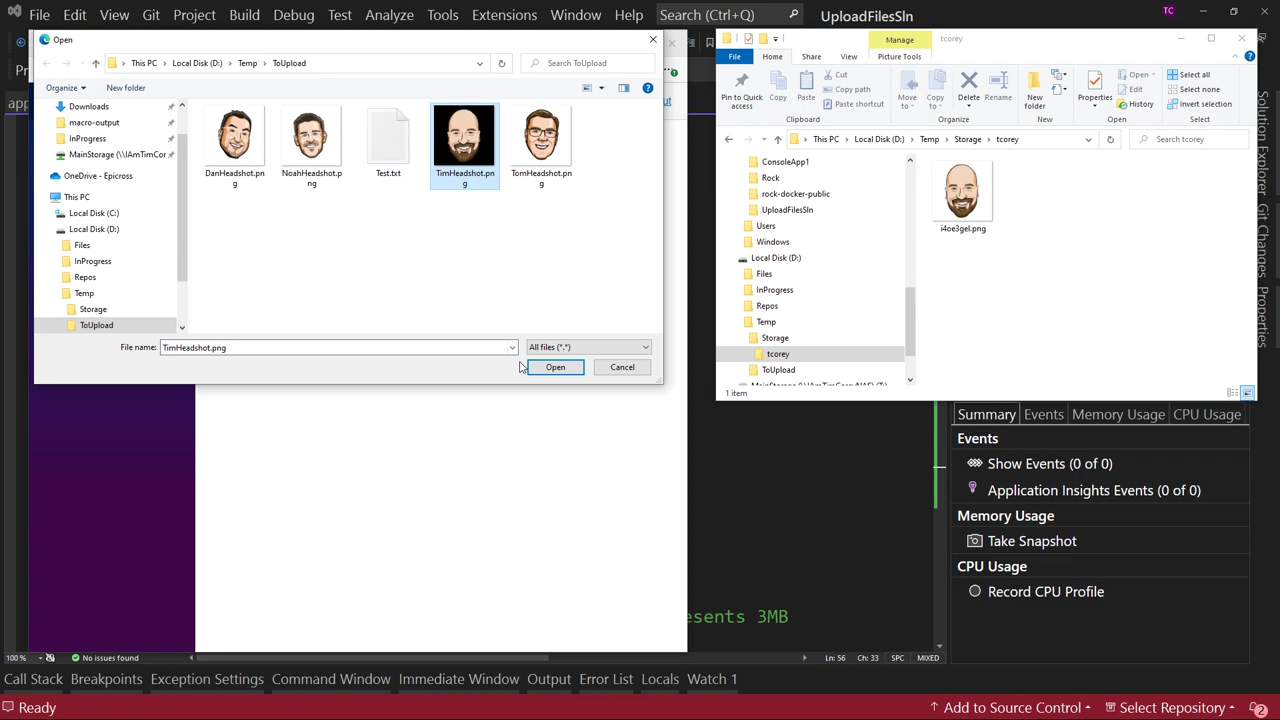 File Edit View Git Project Build Debug Test Analyze Tools Extensions Window Help Search (Ctrl+Q) UploadFilesSln TC
Open
This PC > Local Disk (D:) > Temp > ToUpload
Search ToUpload
Organize New folder
Downloads
macro-output
InProgress
MainStorage (\\IAmTimCor
OneDrive - Epicross
This PC
Local Disk (C:)
Local Disk (D:)
Files
InProgress
Repos
Temp
Storage
ToUpload
DanHeadshot.pn
g
NoahHeadshot.p
ng
Test.txt
TimHeadshot.pn
g
TomHeadshot.pn
g
File name: TimHeadshot.png All files (*.*)
Open Cancel
Manage tcorey
File Home Share View Picture Tools
Pin to Quick
Access
Copy
Paste
Cut
Copy path
Paste shortcut
Clipboard
Move
to
Copy
to
Delete
Rename
Organize
New
folder
New
Properties
Open
Edit
History
Open
Select all
Select none
Invert selection
Select
This PC > Local Disk (D:) > Temp > Storage > tcorey
Search tcorey
ConsoleApp1
Rock
rock-docker-public
UploadFilesSln
Users
Windows
Local Disk (D:)
Files
InProgress
Repos
Temp
Storage
tcorey
ToUpload
i4oe3gel.png
1 item
Solution Explorer
Git Changes
Properties
Summary Events Memory Usage CPU Usage
Events
Show Events (0 of 0)
Application Insights Events (0 of 0)
Memory Usage
Take Snapshot
CPU Usage
Record CPU Profile
esents 3MB
100 % No issues found Ln: 56 Ch: 33 SPC MIXED
Call Stack Breakpoints Exception Settings Command Window Immediate Window Output Error List Locals Watch 1
Ready Add to Source Control Select Repository 2